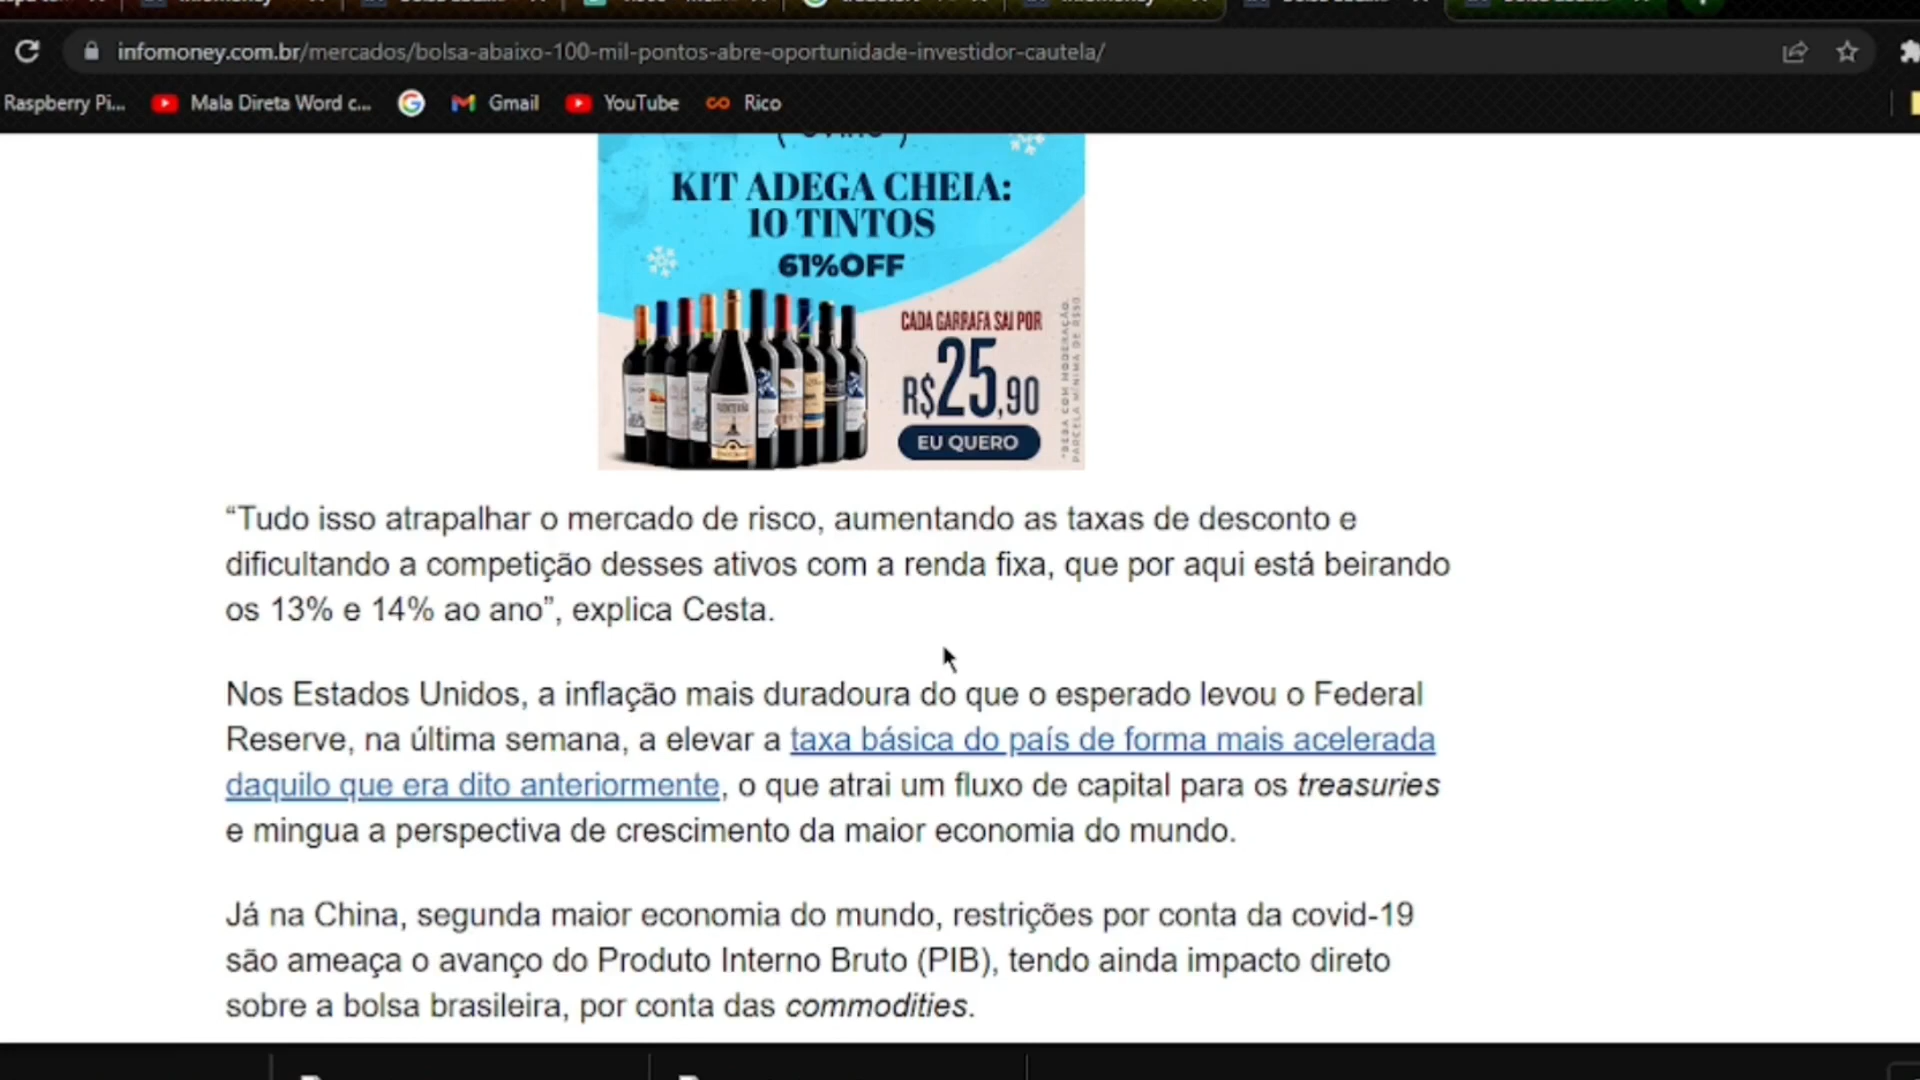 infomoney.com.br/mercados/bolsa-abaixo-100-mil-pontos-abre-oportunidade-investidor-cautela/
Raspberry Pi...
Mala Direta Word c...
Gmail
YouTube
Rico
KIT ADEGA CHEIA:
10 TINTOS
61%OFF
CADA GARRAFA SAI POR
R$25,90
EU QUERO
*BEBA COM MODERAÇÃO.
“Tudo isso atrapalhar o mercado de risco, aumentando as taxas de desconto e
dificultando a competição desses ativos com a renda fixa, que por aqui está beirando
os 13% e 14% ao ano”, explica Cesta.
Nos Estados Unidos, a inflação mais duradoura do que o esperado levou o Federal
Reserve, na última semana, a elevar a taxa básica do país de forma mais acelerada
daquilo que era dito anteriormente, o que atrai um fluxo de capital para os treasuries
e mingua a perspectiva de crescimento da maior economia do mundo.
Já na China, segunda maior economia do mundo, restrições por conta da covid-19
são ameaça o avanço do Produto Interno Bruto (PIB), tendo ainda impacto direto
sobre a bolsa brasileira, por conta das commodities.